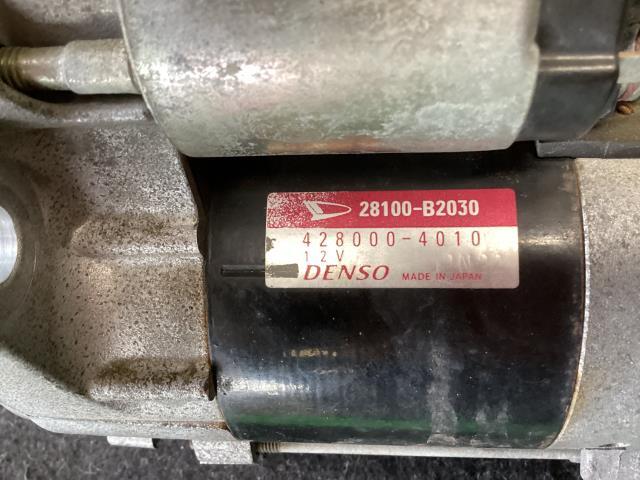 28100-B2030
428000-4010
12V
DENSO MADE IN JAPAN